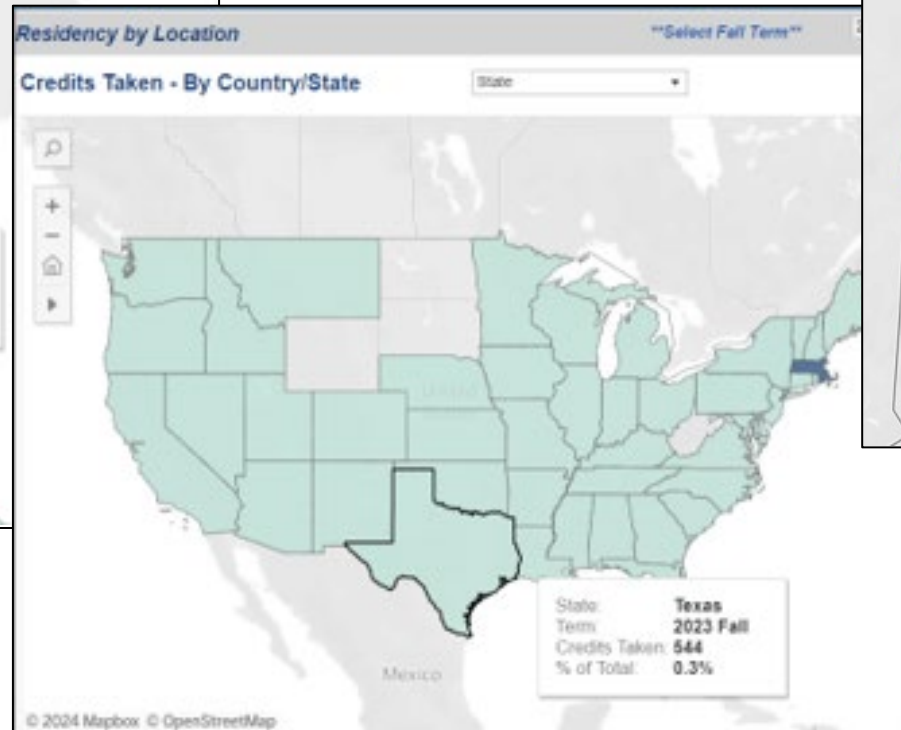 Residency by Location
**Select Fall Term**
Credits Taken - By Country/State
State
United
State: Texas
Term: 2023 Fall
Credits Taken: 544
% of Total: 0.3%
Mexico
© 2024 Mapbox © OpenStreetMap